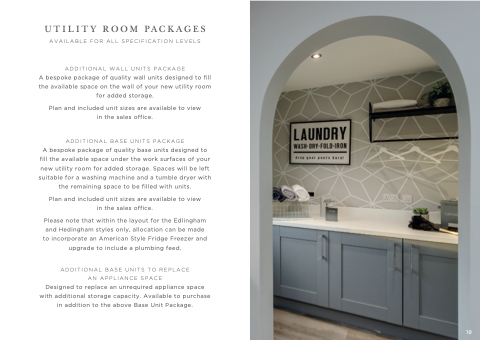 UTILITY ROOM PACKAGES
AVAILABLE FOR ALL SPECIFICATION LEVELS
ADDITIONAL WALL UNITS PACKAGE
A bespoke package of quality wall units designed to fill
the available space on the wall of your new utility room
for added storage.
Plan and included unit sizes are available to view
in the sales office.
ADDITIONAL BASE UNITS PACKAGE
A bespoke package of quality base units designed to
fill the available space under the work surfaces of your
new utility room for added storage. Spaces will be left
suitable for a washing machine and a tumble dryer with
the remaining space to be filled with units.
Plan and included unit sizes are available to view
in the sales office.
Please note that within the layout for the Edlingham
and Hedingham styles only, allocation can be made
to incorporate an American Style Fridge Freezer and
upgrade to include a plumbing feed.
ADDITIONAL BASE UNITS TO REPLACE
AN APPLIANCE SPACE
Designed to replace an unrequired appliance space
with additional storage capacity. Available to purchase
in addition to the above Base Unit Package.
LAUNDRY
WASH·DRY·FOLD·IRON
drop your pants here!
19